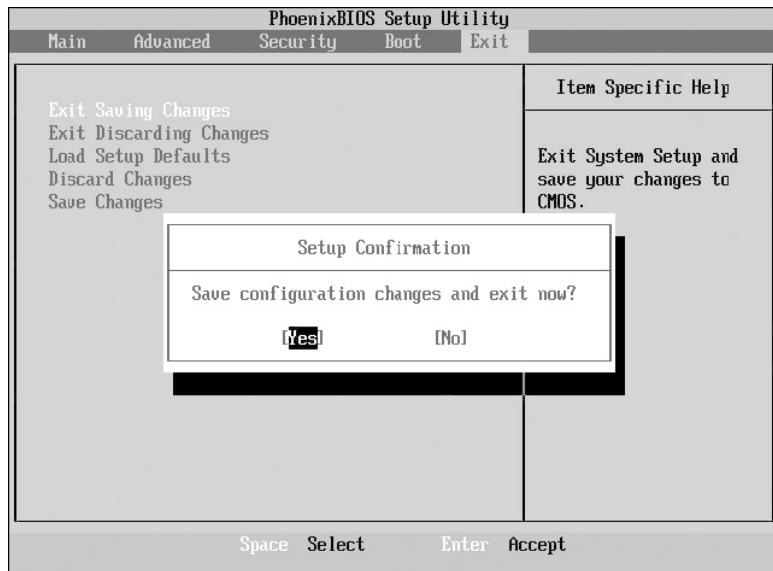 PhoenixBIOS Setup Utility
Main Advanced Security Boot Exit
Exit Saving Changes
Exit Discarding Changes
Load Setup Defaults
Discard Changes
Save Changes
Item Specific Help
Exit System Setup and
save your changes to
CMOS.
Setup Confirmation
Save configuration changes and exit now?
[Yes] [No]
Space Select Enter Accept